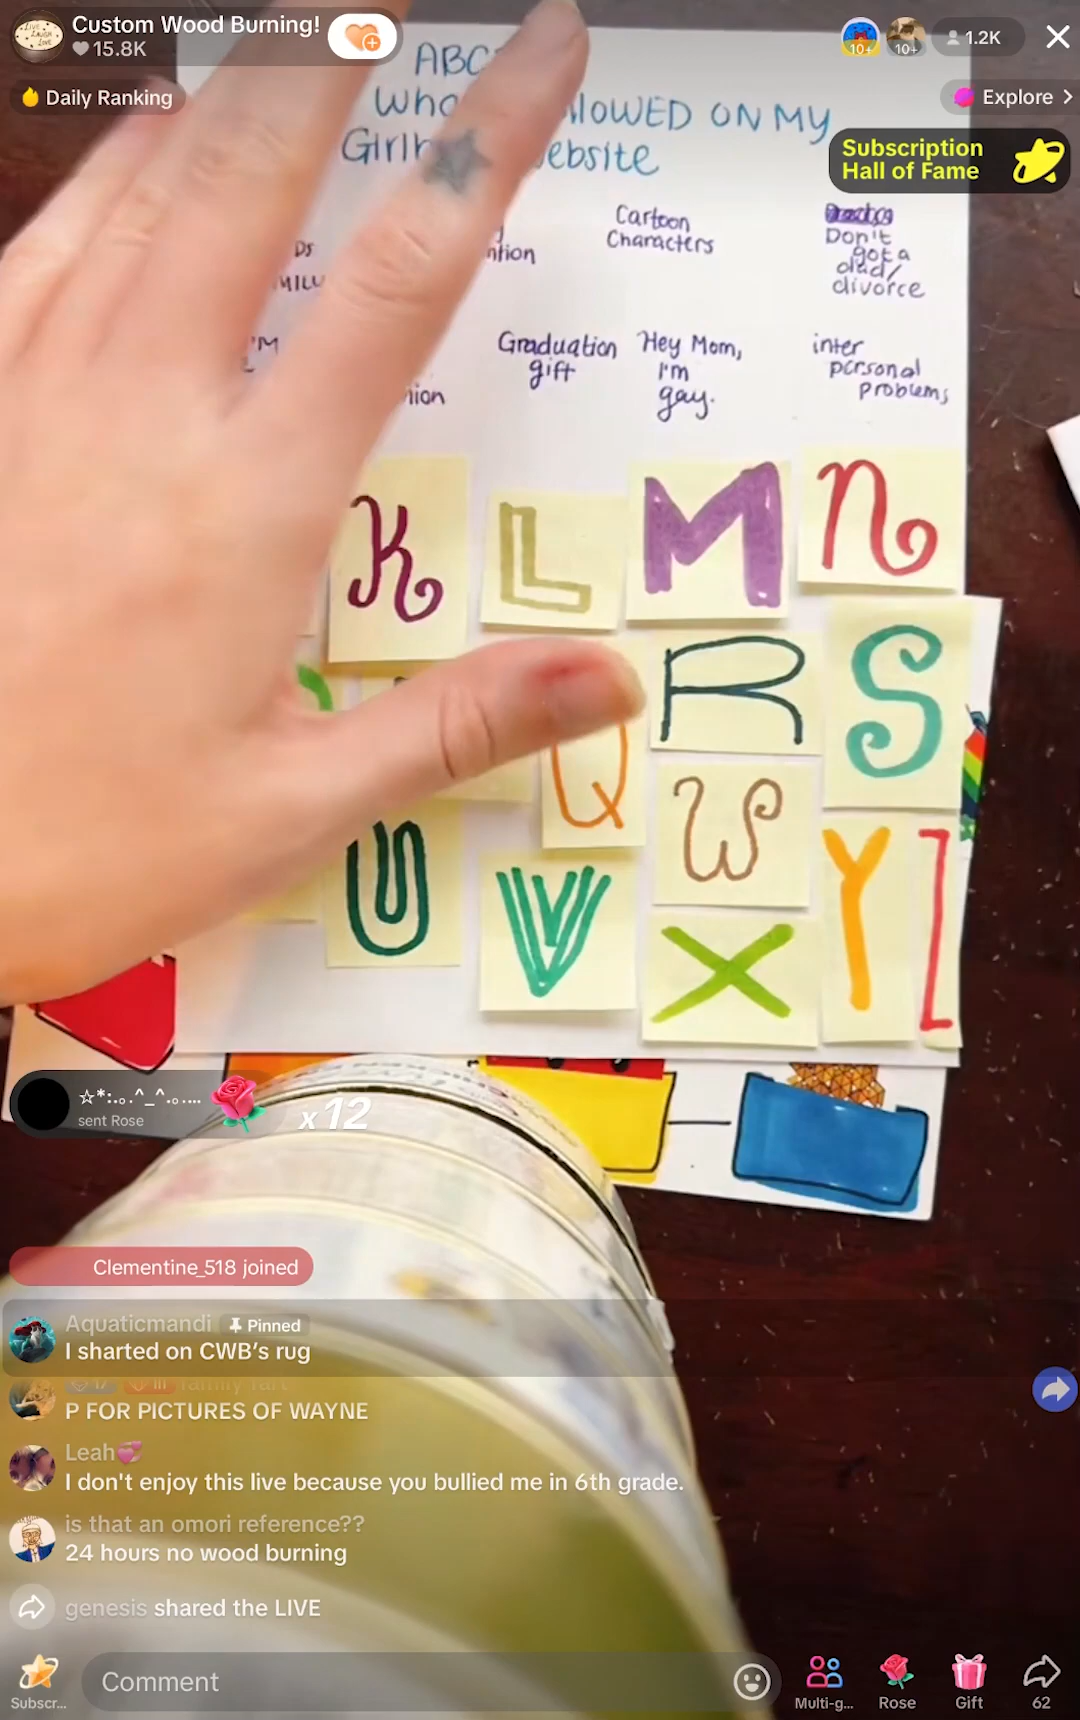 Custom Wood Burning!
15.8K
10+
10+
1.2K
Daily Ranking
Explore
Subscription
Hall of Fame
ABC
ON MY
Cartoon
Characters
Don't
got a
dad/
divorce
Graduation
gift
Hey Mom,
I'm
gay.
inter
personal
problems
K
L
M
N
Q
R
S
U
V
W
X
Y
☆*:.｡.^_^.｡.…
sent Rose
x12
Clementine_518 joined
Aquaticmandi Pinned
I sharted on CWB's rug
P FOR PICTURES OF WAYNE
Leah💞
I don't enjoy this live because you bullied me in 6th grade.
is that an omori reference??
24 hours no wood burning
genesis shared the LIVE
Subscr...
Comment
Multi-g...
Rose
Gift
62